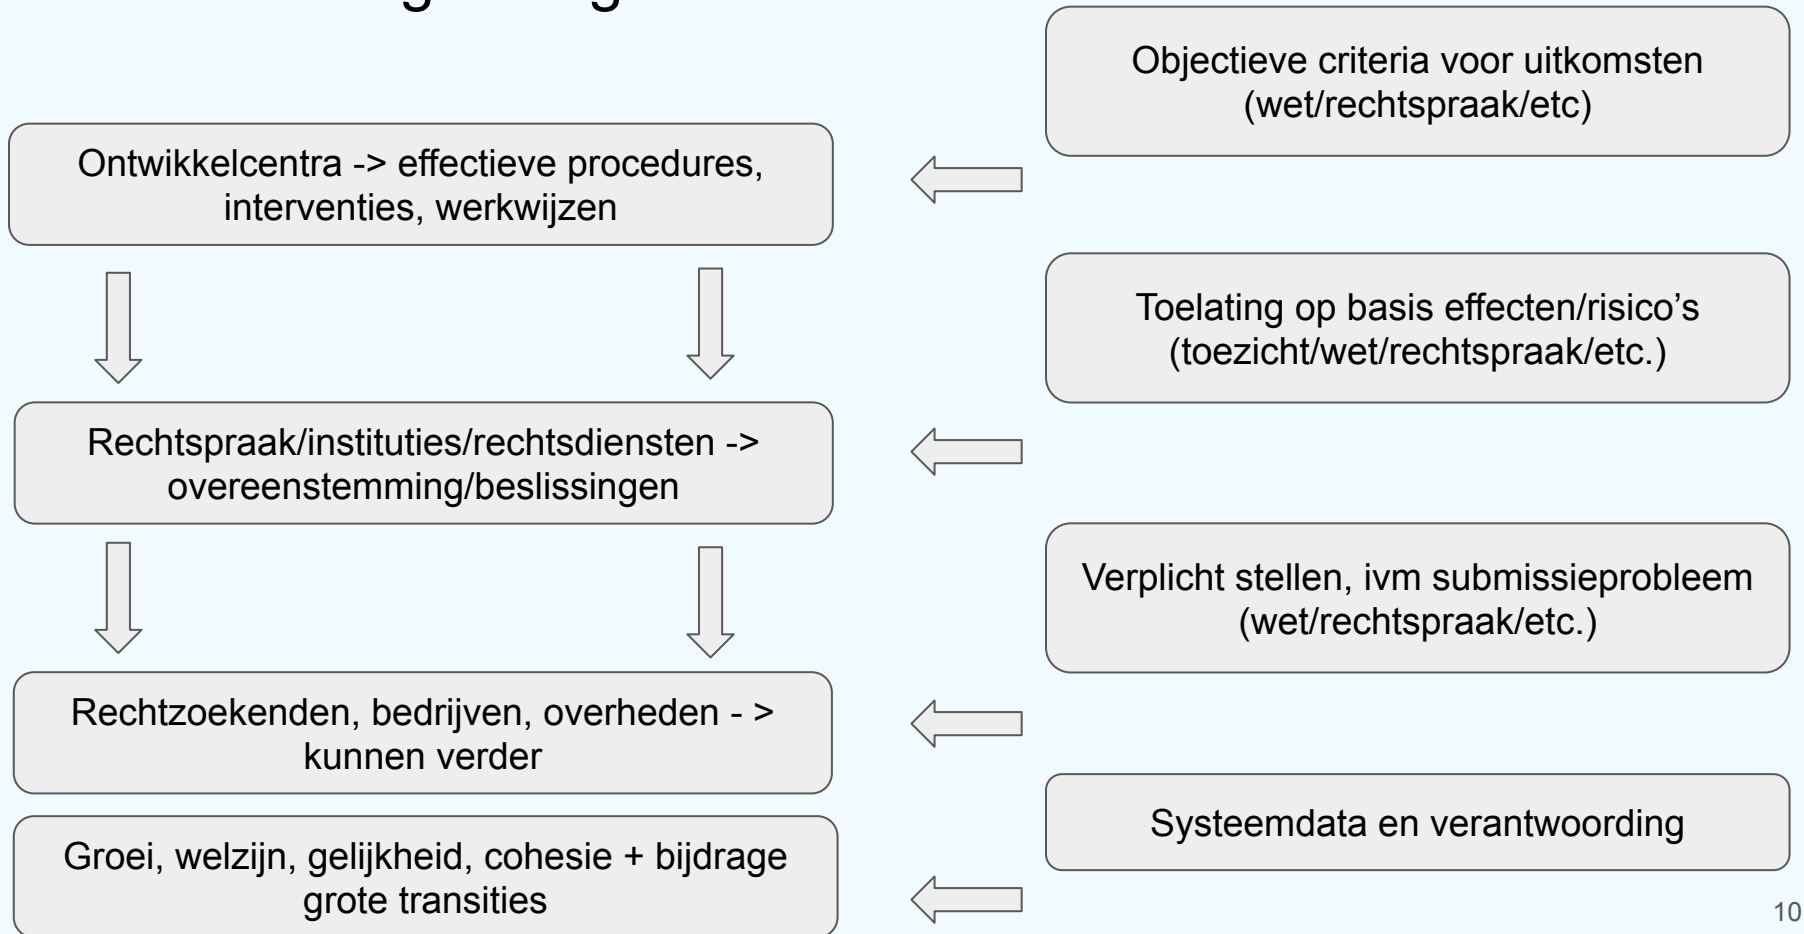 Objectieve criteria voor uitkomsten
(wet/rechtspraak/etc)
Ontwikkelcentra -> effectieve procedures,
interventies, werkwijzen
Toelating op basis effecten/risico’s
(toezicht/wet/rechtspraak/etc.)
Rechtspraak/instituties/rechtsdiensten ->
overeenstemming/beslissingen
Verplicht stellen, ivm submissieprobleem
(wet/rechtspraak/etc.)
Rechtzoekenden, bedrijven, overheden - >
kunnen verder
Systeemdata en verantwoording
Groei, welzijn, gelijkheid, cohesie + bijdrage
grote transities
10